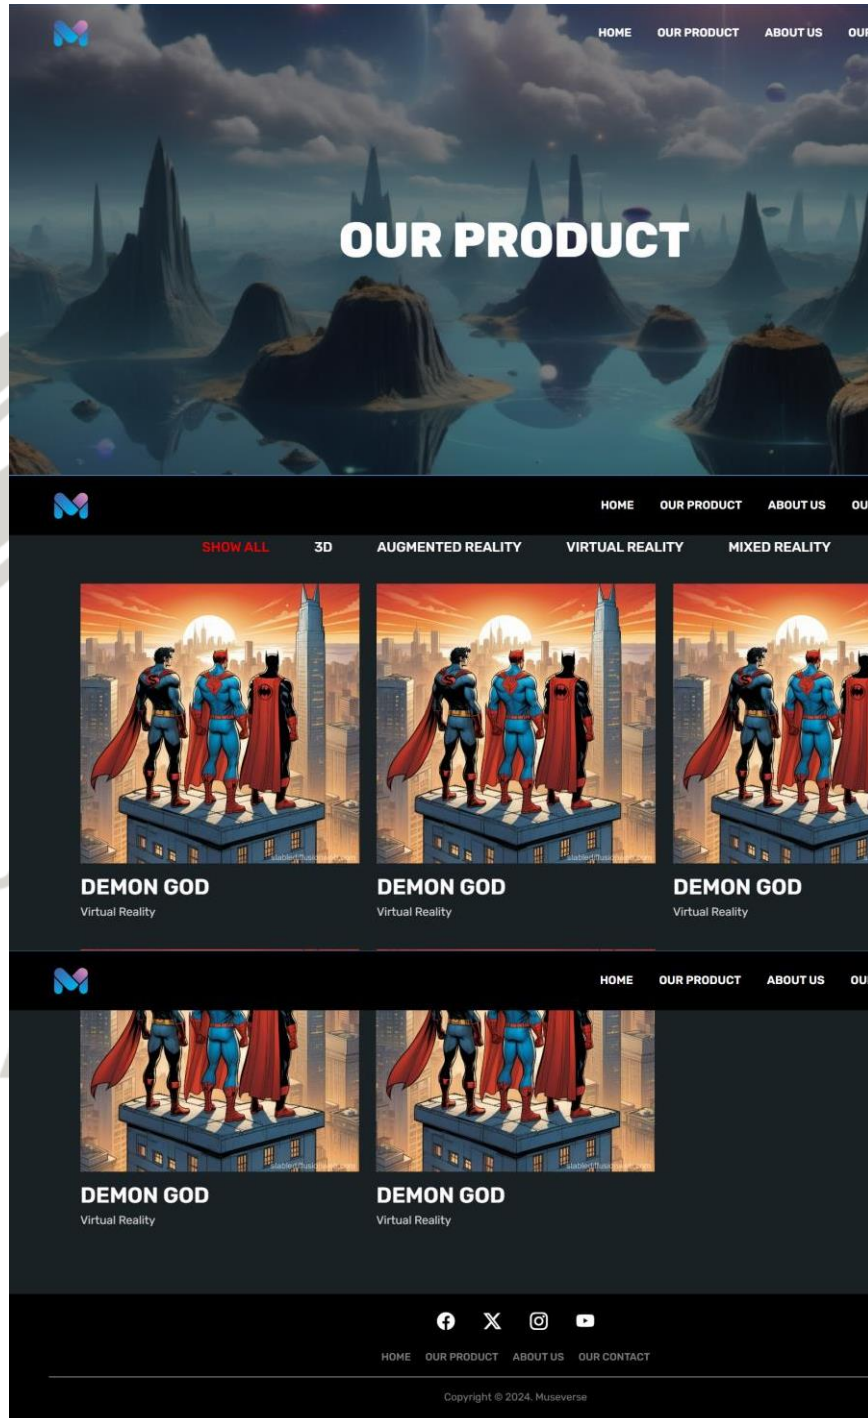 HOME OUR PRODUCT ABOUT US
OUR PRODUCT
HOME OUR PRODUCT ABOUT US
SHOW ALL 3D AUGMENTED REALITY VIRTUAL REALITY MIXED REALITY
DEMON GOD DEMON GOD DEMON GOD
Virtual Reality Virtual Reality Virtual Reality
HOME OUR PRODUCT ABOUT US
DEMON GOD DEMON GOD
Virtual Reality Virtual Reality
HOME OUR PRODUCT ABOUT US OUR CONTACT
Copyright © 2024. Museverse